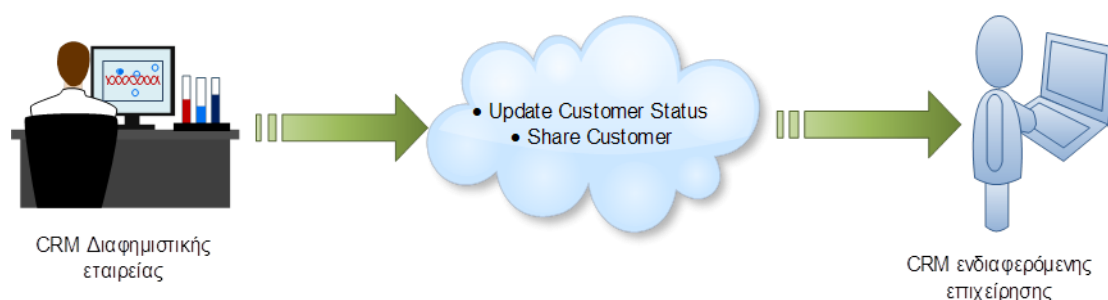 • Update Customer Status
• Share Customer
CRM Διαφημιστικής
εταιρείας
CRM ενδιαφερόμενης
επιχείρησης